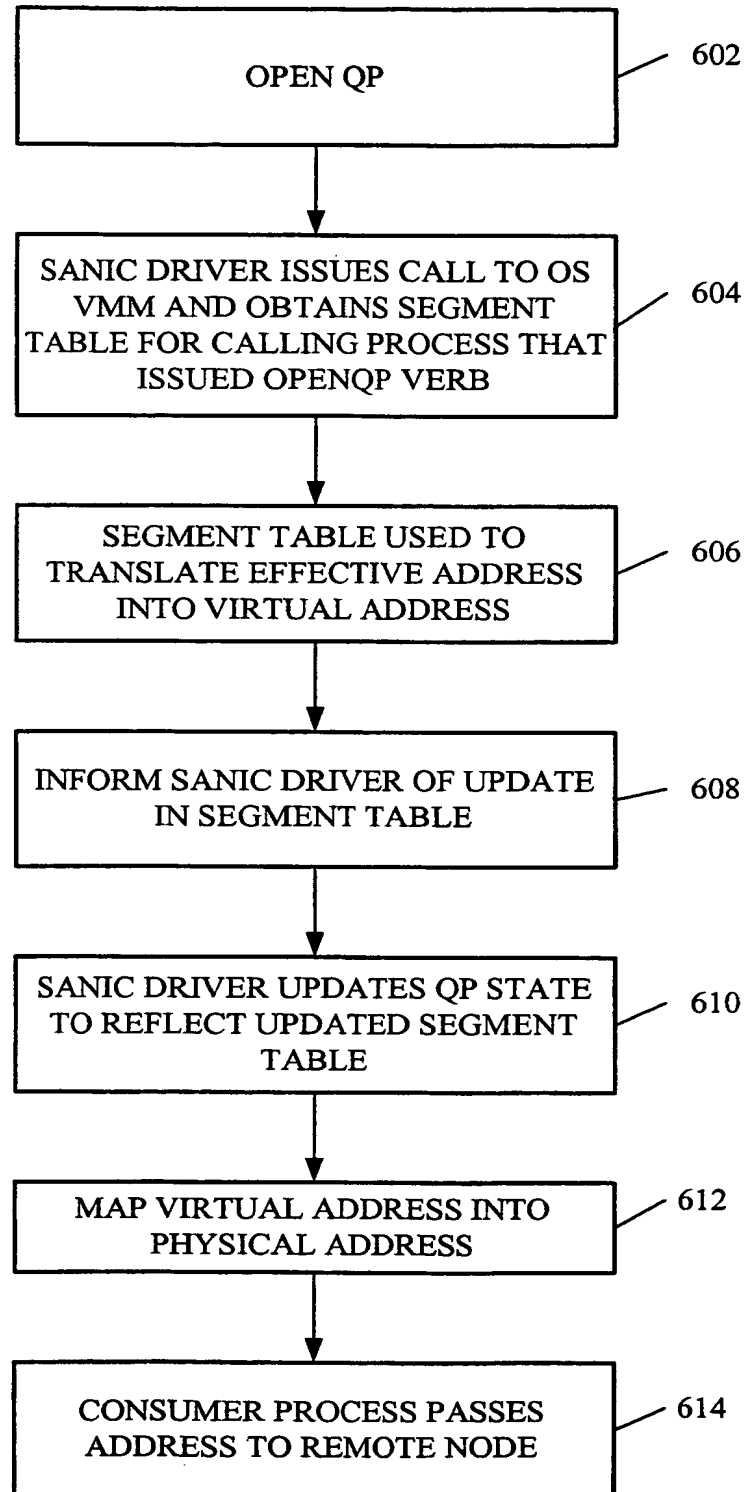 OPEN QP
602
SANIC DRIVER ISSUES CALL TO OS
VMM AND OBTAINS SEGMENT
TABLE FOR CALLING PROCESS THAT
ISSUED OPENQP VERB
604
SEGMENT TABLE USED TO
TRANSLATE EFFECTIVE ADDRESS
INTO VIRTUAL ADDRESS
606
INFORM SANIC DRIVER OF UPDATE
IN SEGMENT TABLE
608
SANIC DRIVER UPDATES QP STATE
TO REFLECT UPDATED SEGMENT
TABLE
610
MAP VIRTUAL ADDRESS INTO
PHYSICAL ADDRESS
612
CONSUMER PROCESS PASSES
ADDRESS TO REMOTE NODE
614